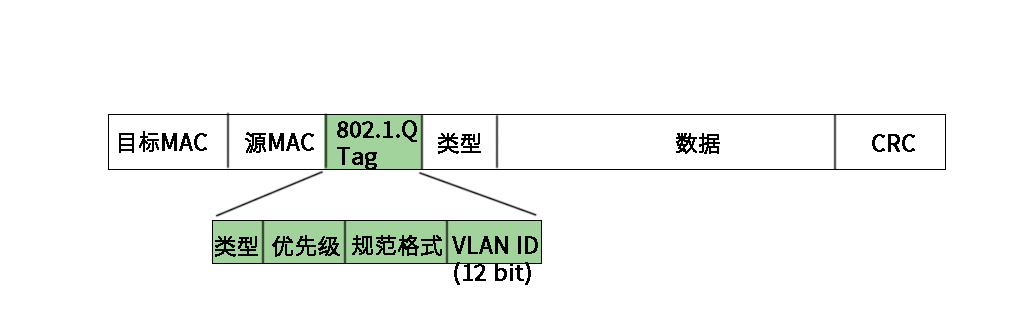 目标MAC
源MAC
802.1.Q
Tag
类型
数据
CRC
类型
优先级
规范格式
VLAN ID
(12 bit)